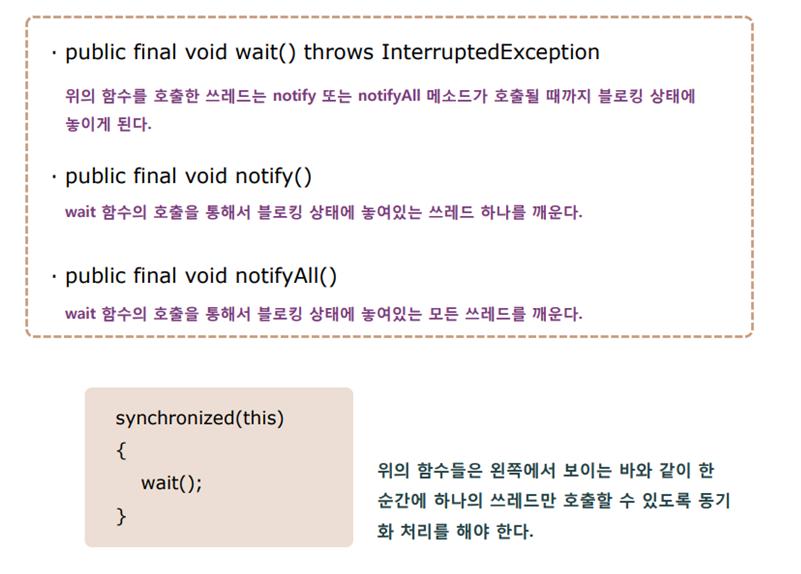 · public final void wait() throws InterruptedException
위의 함수를 호출한 쓰레드는 notify 또는 notifyAll 메소드가 호출될 때까지 블로킹 상태에
놓이게 된다.
· public final void notify()
wait 함수의 호출을 통해서 블로킹 상태에 놓여있는 쓰레드 하나를 깨운다.
· public final void notifyAll()
wait 함수의 호출을 통해서 블로킹 상태에 놓여있는 모든 쓰레드를 깨운다.
synchronized(this)
{
wait();
}
위의 함수들은 왼쪽에서 보이는 바와 같이 한
순간에 하나의 쓰레드만 호출할 수 있도록 동기
화 처리를 해야 한다.